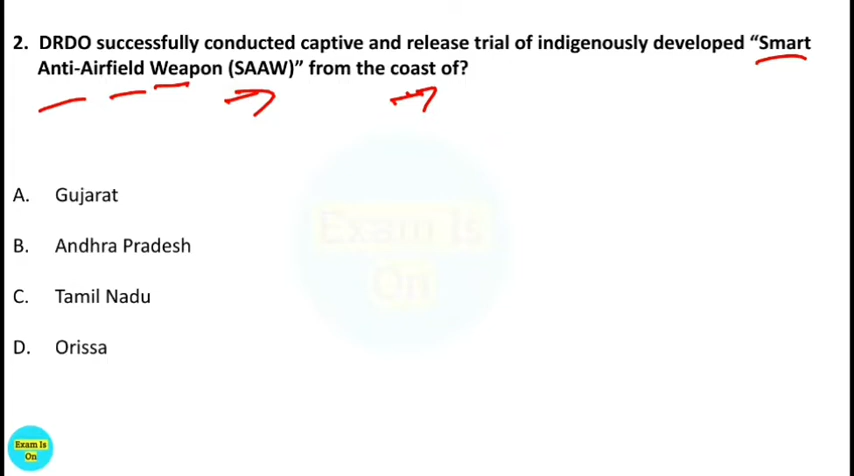 2. DRDO successfully conducted captive and release trial of indigenously developed “Smart
Anti-Airfield Weapon (SAAW)” from the coast of?
A. Gujarat
B. Andhra Pradesh
C. Tamil Nadu
D. Orissa
Exam Is
On
Exam Is
On